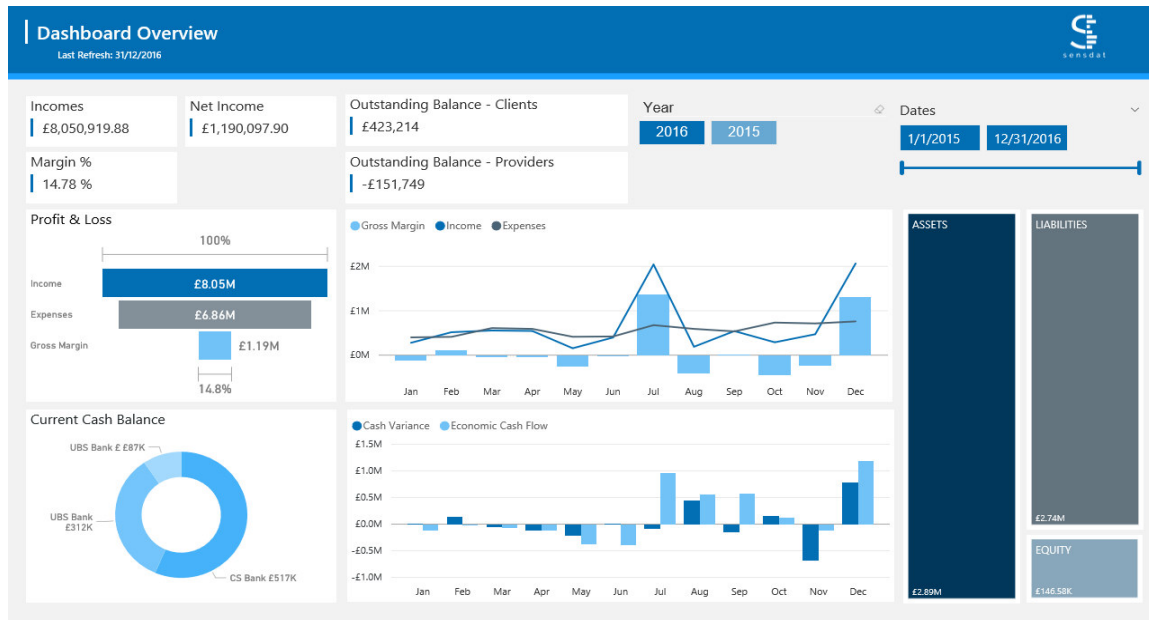 Dashboard Overview
Last Refresh: 31/12/2016
sensdat
Incomes
£8,050,919.88
Net Income
£1,190,097.90
Margin %
14.78 %
Outstanding Balance - Clients
£423,214
Outstanding Balance - Providers
-£151,749
Year
2016 2015
Dates
1/1/2015 12/31/2016
Profit & Loss
100%
Income £8.05M
Expenses £6.86M
Gross Margin £1.19M
14.8%
Gross Margin Income Expenses
£2M
£1M
£0M
Jan Feb Mar Apr May Jun Jul Aug Sep Oct Nov Dec
Current Cash Balance
UBS Bank £ £87K
UBS Bank
£312K
CS Bank £517K
Cash Variance Economic Cash Flow
£1.5M
£1.0M
£0.5M
£0.0M
-£0.5M
-£1.0M
Jan Feb Mar Apr May Jun Jul Aug Sep Oct Nov Dec
ASSETS
£2.89M
LIABILITIES
£2.74M
EQUITY
£146.58K